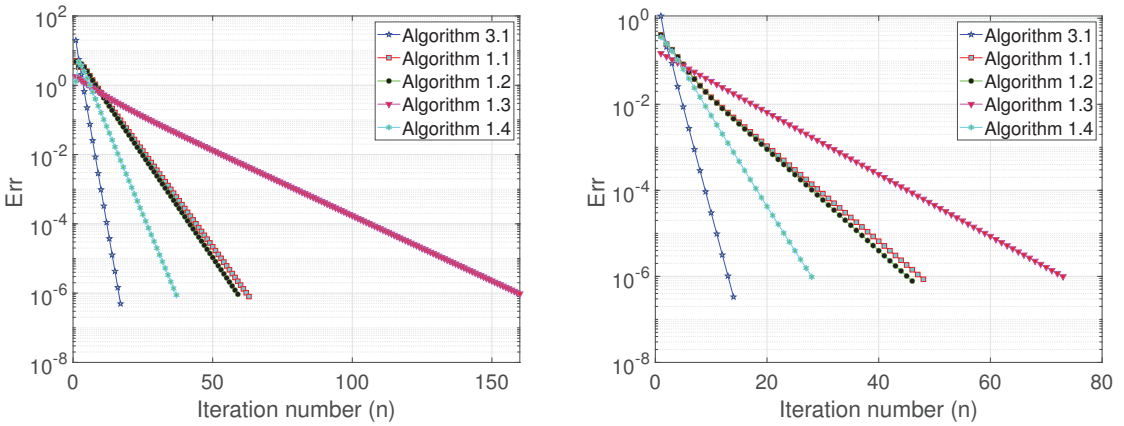 10^2
10^0
10^-2
10^-4
10^-6
10^-8
Err
0
50
100
150
Iteration number (n)
Algorithm 3.1
Algorithm 1.1
Algorithm 1.2
Algorithm 1.3
Algorithm 1.4
10^0
10^-2
10^-4
10^-6
10^-8
Err
0
20
40
60
80
Iteration number (n)
Algorithm 3.1
Algorithm 1.1
Algorithm 1.2
Algorithm 1.3
Algorithm 1.4